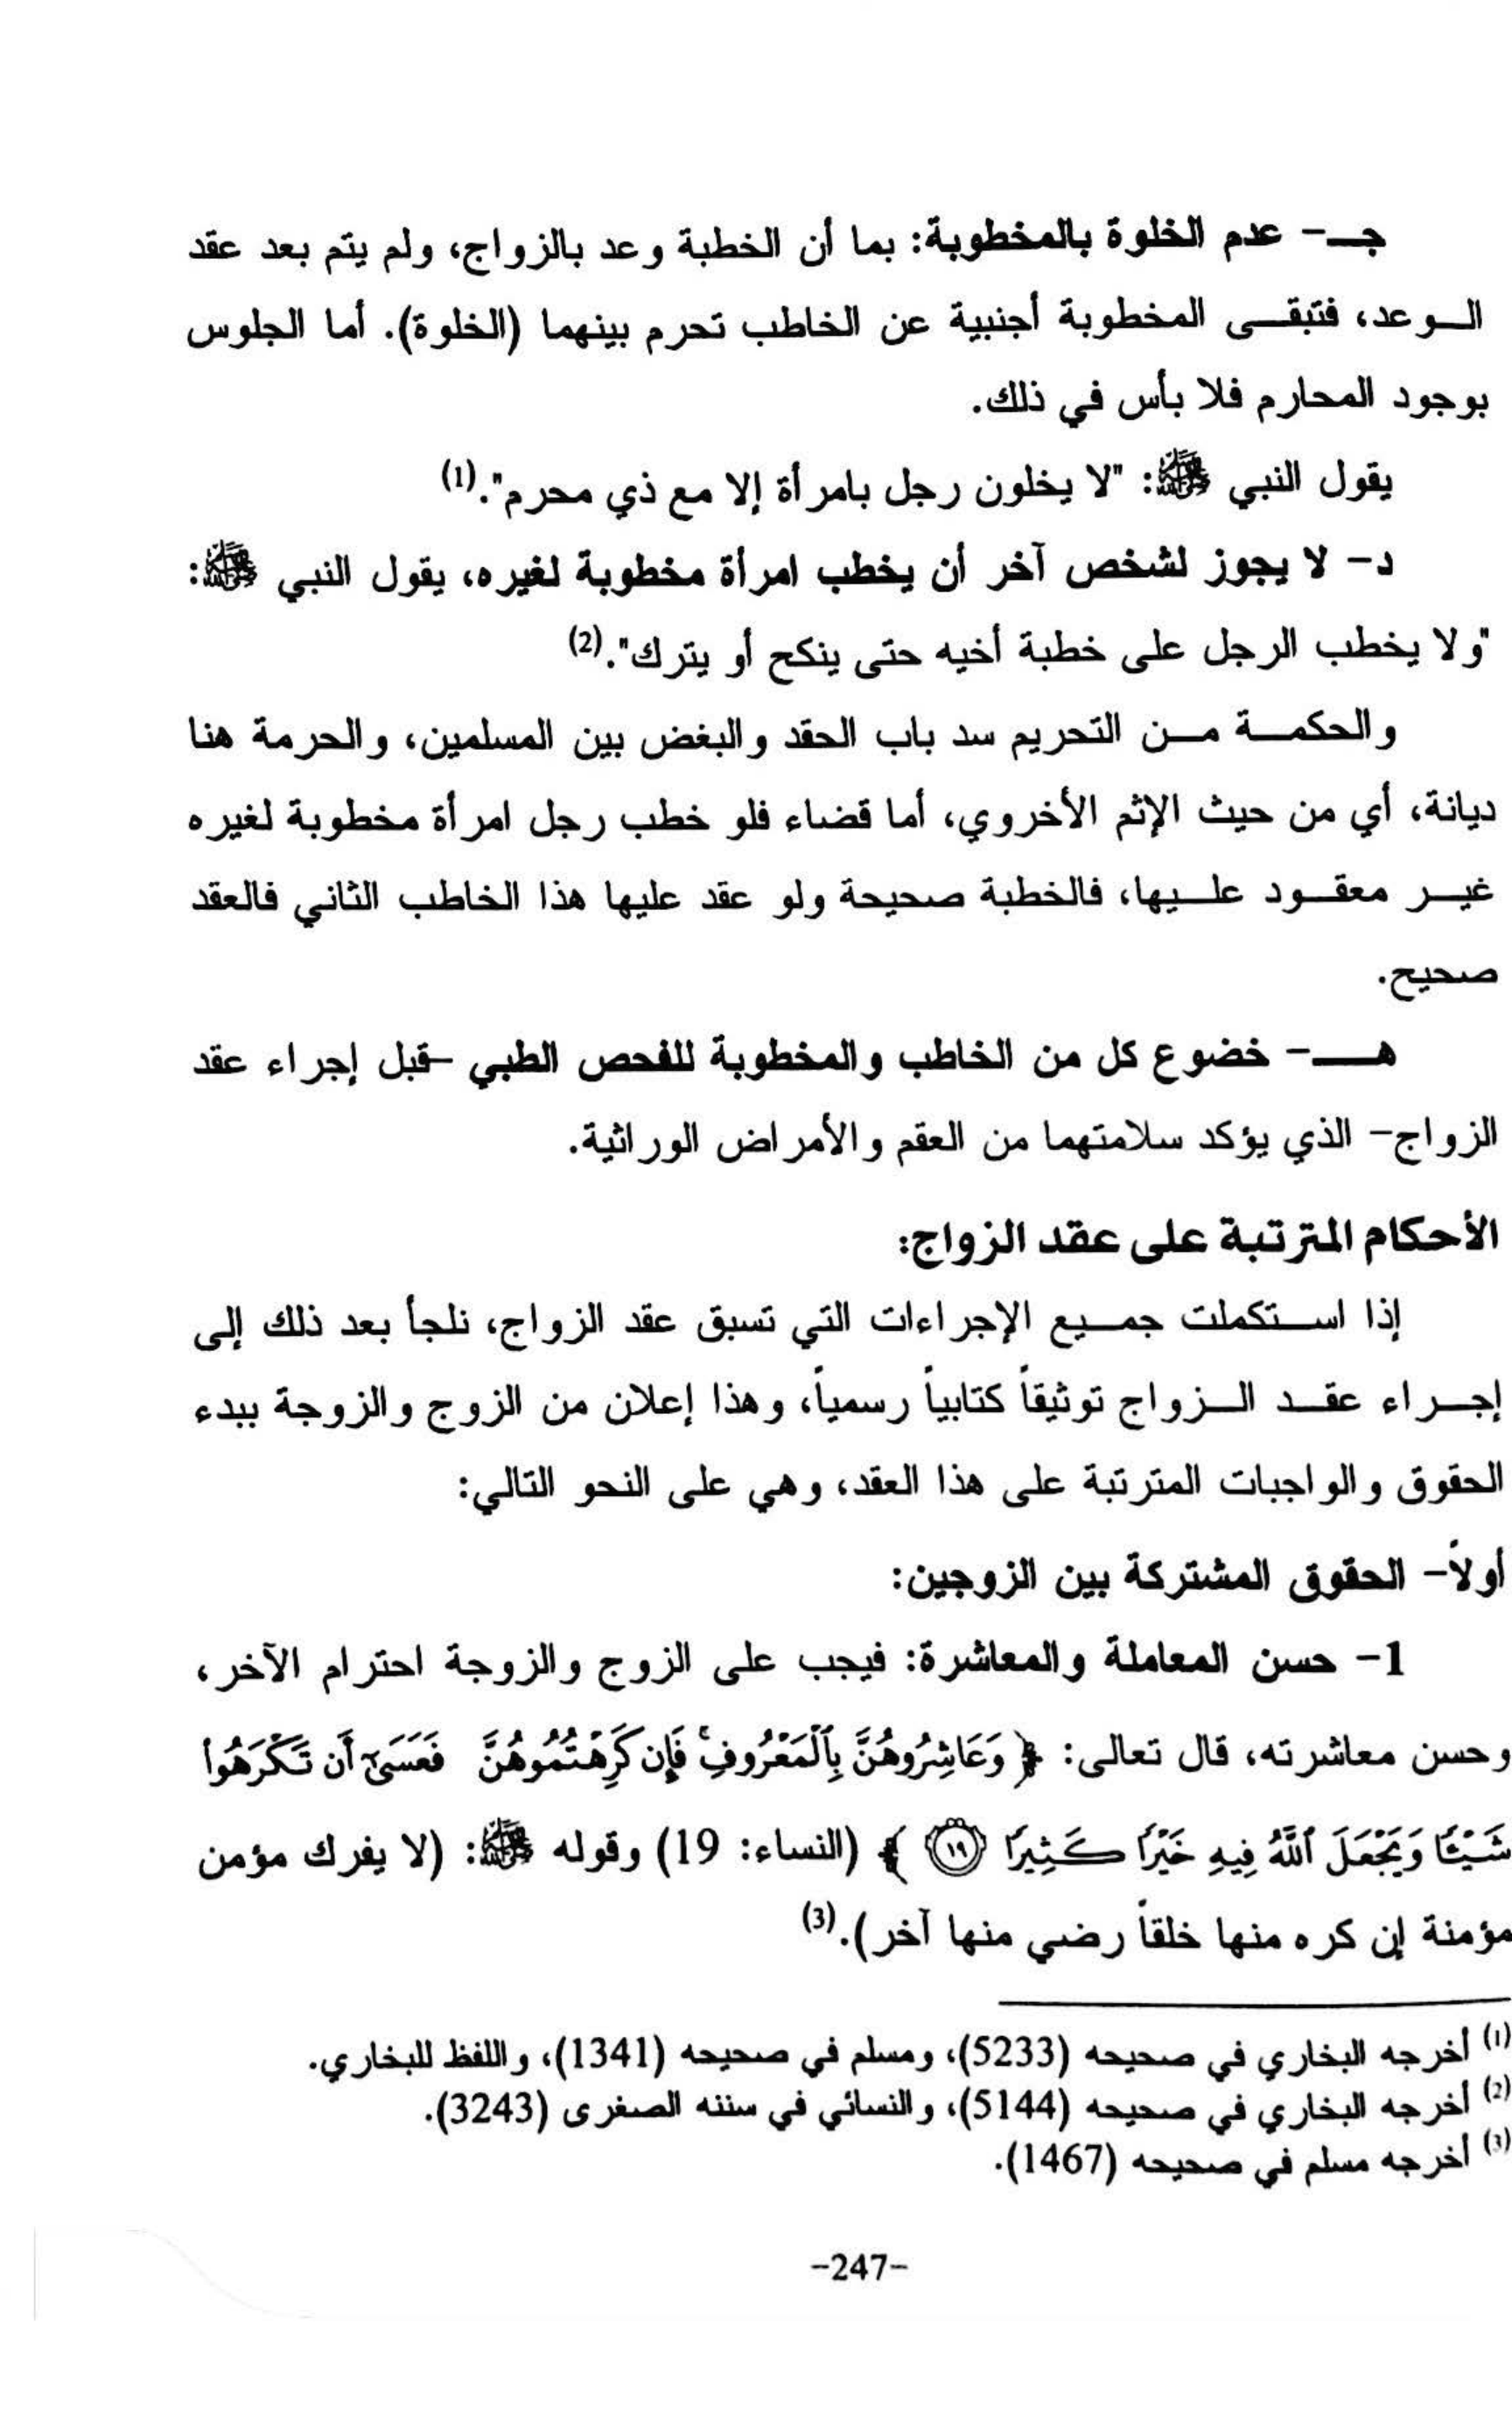 جـ- عدم الخلوة بالمخطوبة: بما أن الخطبة وعد بالزواج، ولم يتم بعد عقد
الـوعد، فتبقـى المخطوبة أجنبية عن الخاطب تحرم بينهما (الخلوة). أما الجلوس
بوجود المحارم فلا بأس في ذلك.
يقول النبي ﷺ: "لا يخلون رجل بامرأة إلا مع ذي محرم".(1)
د- لا يجوز لشخص آخر أن يخطب امرأة مخطوبة لغيره، يقول النبي ﷺ:
"ولا يخطب الرجل على خطبة أخيه حتى ينكح أو يترك".(2)
والحكمـة مـن التحريم سد باب الحقد والبغض بين المسلمين، والحرمة هنا
ديانة، أي من حيث الإثم الأخروي، أما قضاء فلو خطب رجل امرأة مخطوبة لغيره
غيـر معقـود علـيها، فالخطبة صحيحة ولو عقد عليها هذا الخاطب الثاني فالعقد
صحيح.
هـ- خضوع كل من الخاطب والمخطوبة للفحص الطبي -قبل إجراء عقد
الزواج- الذي يؤكد سلامتهما من العقم والأمراض الوراثية.
الأحكام المترتبة على عقد الزواج:
إذا اسـتكملت جمـيع الإجراءات التي تسبق عقد الزواج، نلجأ بعد ذلك إلى
إجـراء عقـد الـزواج توثيقاً كتابياً رسمياً، وهذا إعلان من الزوج والزوجة ببدء
الحقوق والواجبات المترتبة على هذا العقد، وهي على النحو التالي:
أولاً- الحقوق المشتركة بين الزوجين:
1- حسن المعاملة والمعاشرة: فيجب على الزوج والزوجة احترام الآخر،
وحسن معاشرته، قال تعالى: ﴿ وَعَاشِرُوهُنَّ بِٱلْمَعْرُوفِ ۚ فَإِن كَرِهْتُمُوهُنَّ فَعَسَىٰٓ أَن تَكْرَهُوا۟
شَيْـًٔا وَيَجْعَلَ ٱللَّهُ فِيهِ خَيْرًا كَثِيرًا ۝١٩ ﴾ (النساء: 19) وقوله ﷺ: (لا يفرك مؤمن
مؤمنة إن كره منها خلقاً رضي منها آخر).(3)
(1) أخرجه البخاري في صحيحه (5233)، ومسلم في صحيحه (1341)، واللفظ للبخاري.
(2) أخرجه البخاري في صحيحه (5144)، والنسائي في سننه الصغرى (3243).
(3) أخرجه مسلم في صحيحه (1467).
-247-